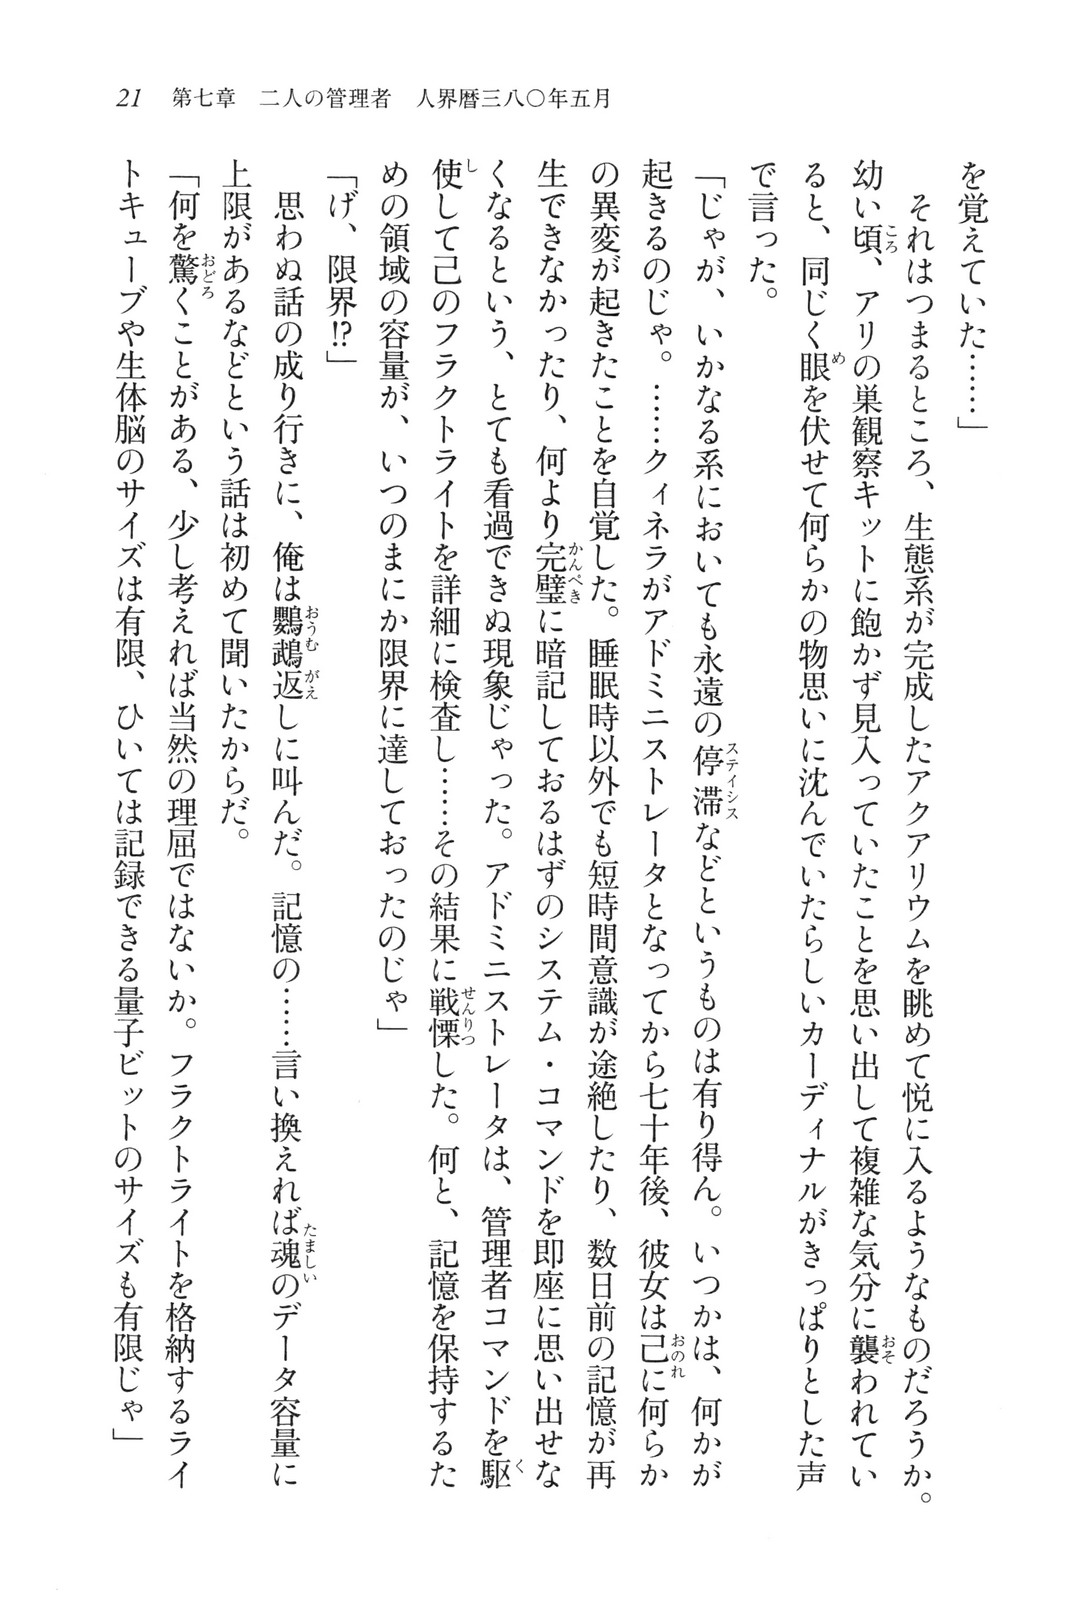 21　第七章　二人の管理者　人界暦三八〇年五月
を覚えていた……」
　それはつまるところ、生態系が完成したアクアリウムを眺めて悦に入るようなものだろうか。
幼い頃、アリの巣観察キットに飽かず見入っていたことを思い出して複雑な気分に襲われてい
ると、同じく眼を伏せて何らかの物思いに沈んでいたらしいカーディナルがきっぱりとした声
で言った。
「じゃが、いかなる系においても永遠の停滞などというものは有り得ん。いつかは、何かが
起きるのじゃ。……クィネラがアドミニストレータとなってから七十年後、彼女は己に何らか
の異変が起きたことを自覚した。睡眠時以外でも短時間意識が途絶したり、数日前の記憶が再
生できなかったり、何より完璧に暗記しておるはずのシステム・コマンドを即座に思い出せな
くなるという、とても看過できぬ現象じゃった。アドミニストレータは、管理者コマンドを駆
使して己のフラクトライトを詳細に検査し……その結果に戦慄した。何と、記憶を保持するた
めの領域の容量が、いつのまにか限界に達しておったのじゃ」
「げ、限界!?」
　思わぬ話の成り行きに、俺は鸚鵡返しに叫んだ。記憶の……言い換えれば魂のデータ容量に
上限があるなどという話は初めて聞いたからだ。
「何を驚くことがある、少し考えれば当然の理屈ではないか。フラクトライトを格納するライ
トキューブや生体脳のサイズは有限、ひいては記録できる量子ビットのサイズも有限じゃ」